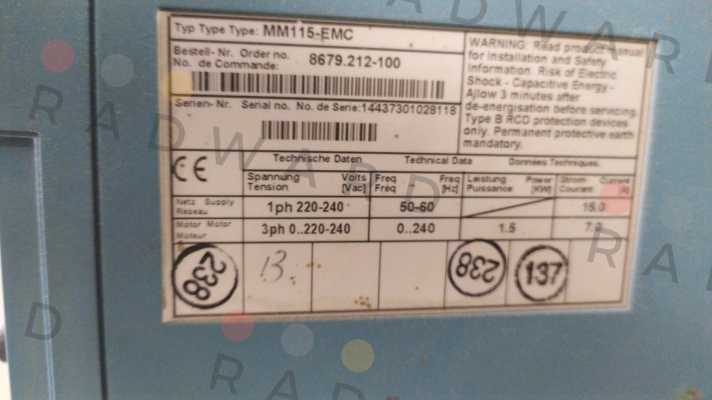 Typ Type Type: MM115-EMC
Bestell- Nr. Order no. 8679.212-100
No. de Commande:
Serien- Nr. Serial no. No. de Serie: 14437301028118
WARNING: Read product manual
for Installation and Safety
Information. Risk of Electric
Shock - Capacitive Energy -
Allow 3 minutes after
de-energisation before servicing.
Type B RCD protection devices
only. Permanent protective earth
mandatory.
CE
Technische Daten Technical Data Données Techniques.
Spannung Volts Freq Freq Leistung Power Strom Current
Tension [Vac] Freq [Hz] Puissance [KW] Courant [A]
Netz Supply 1ph 220-240 50-60 15.0
Reseau
Motor Motor 3ph 0..220-240 0..240 1.5 7.0
Moteur
238 13. 238 137
RADWARD
RADWARD
RADWARD